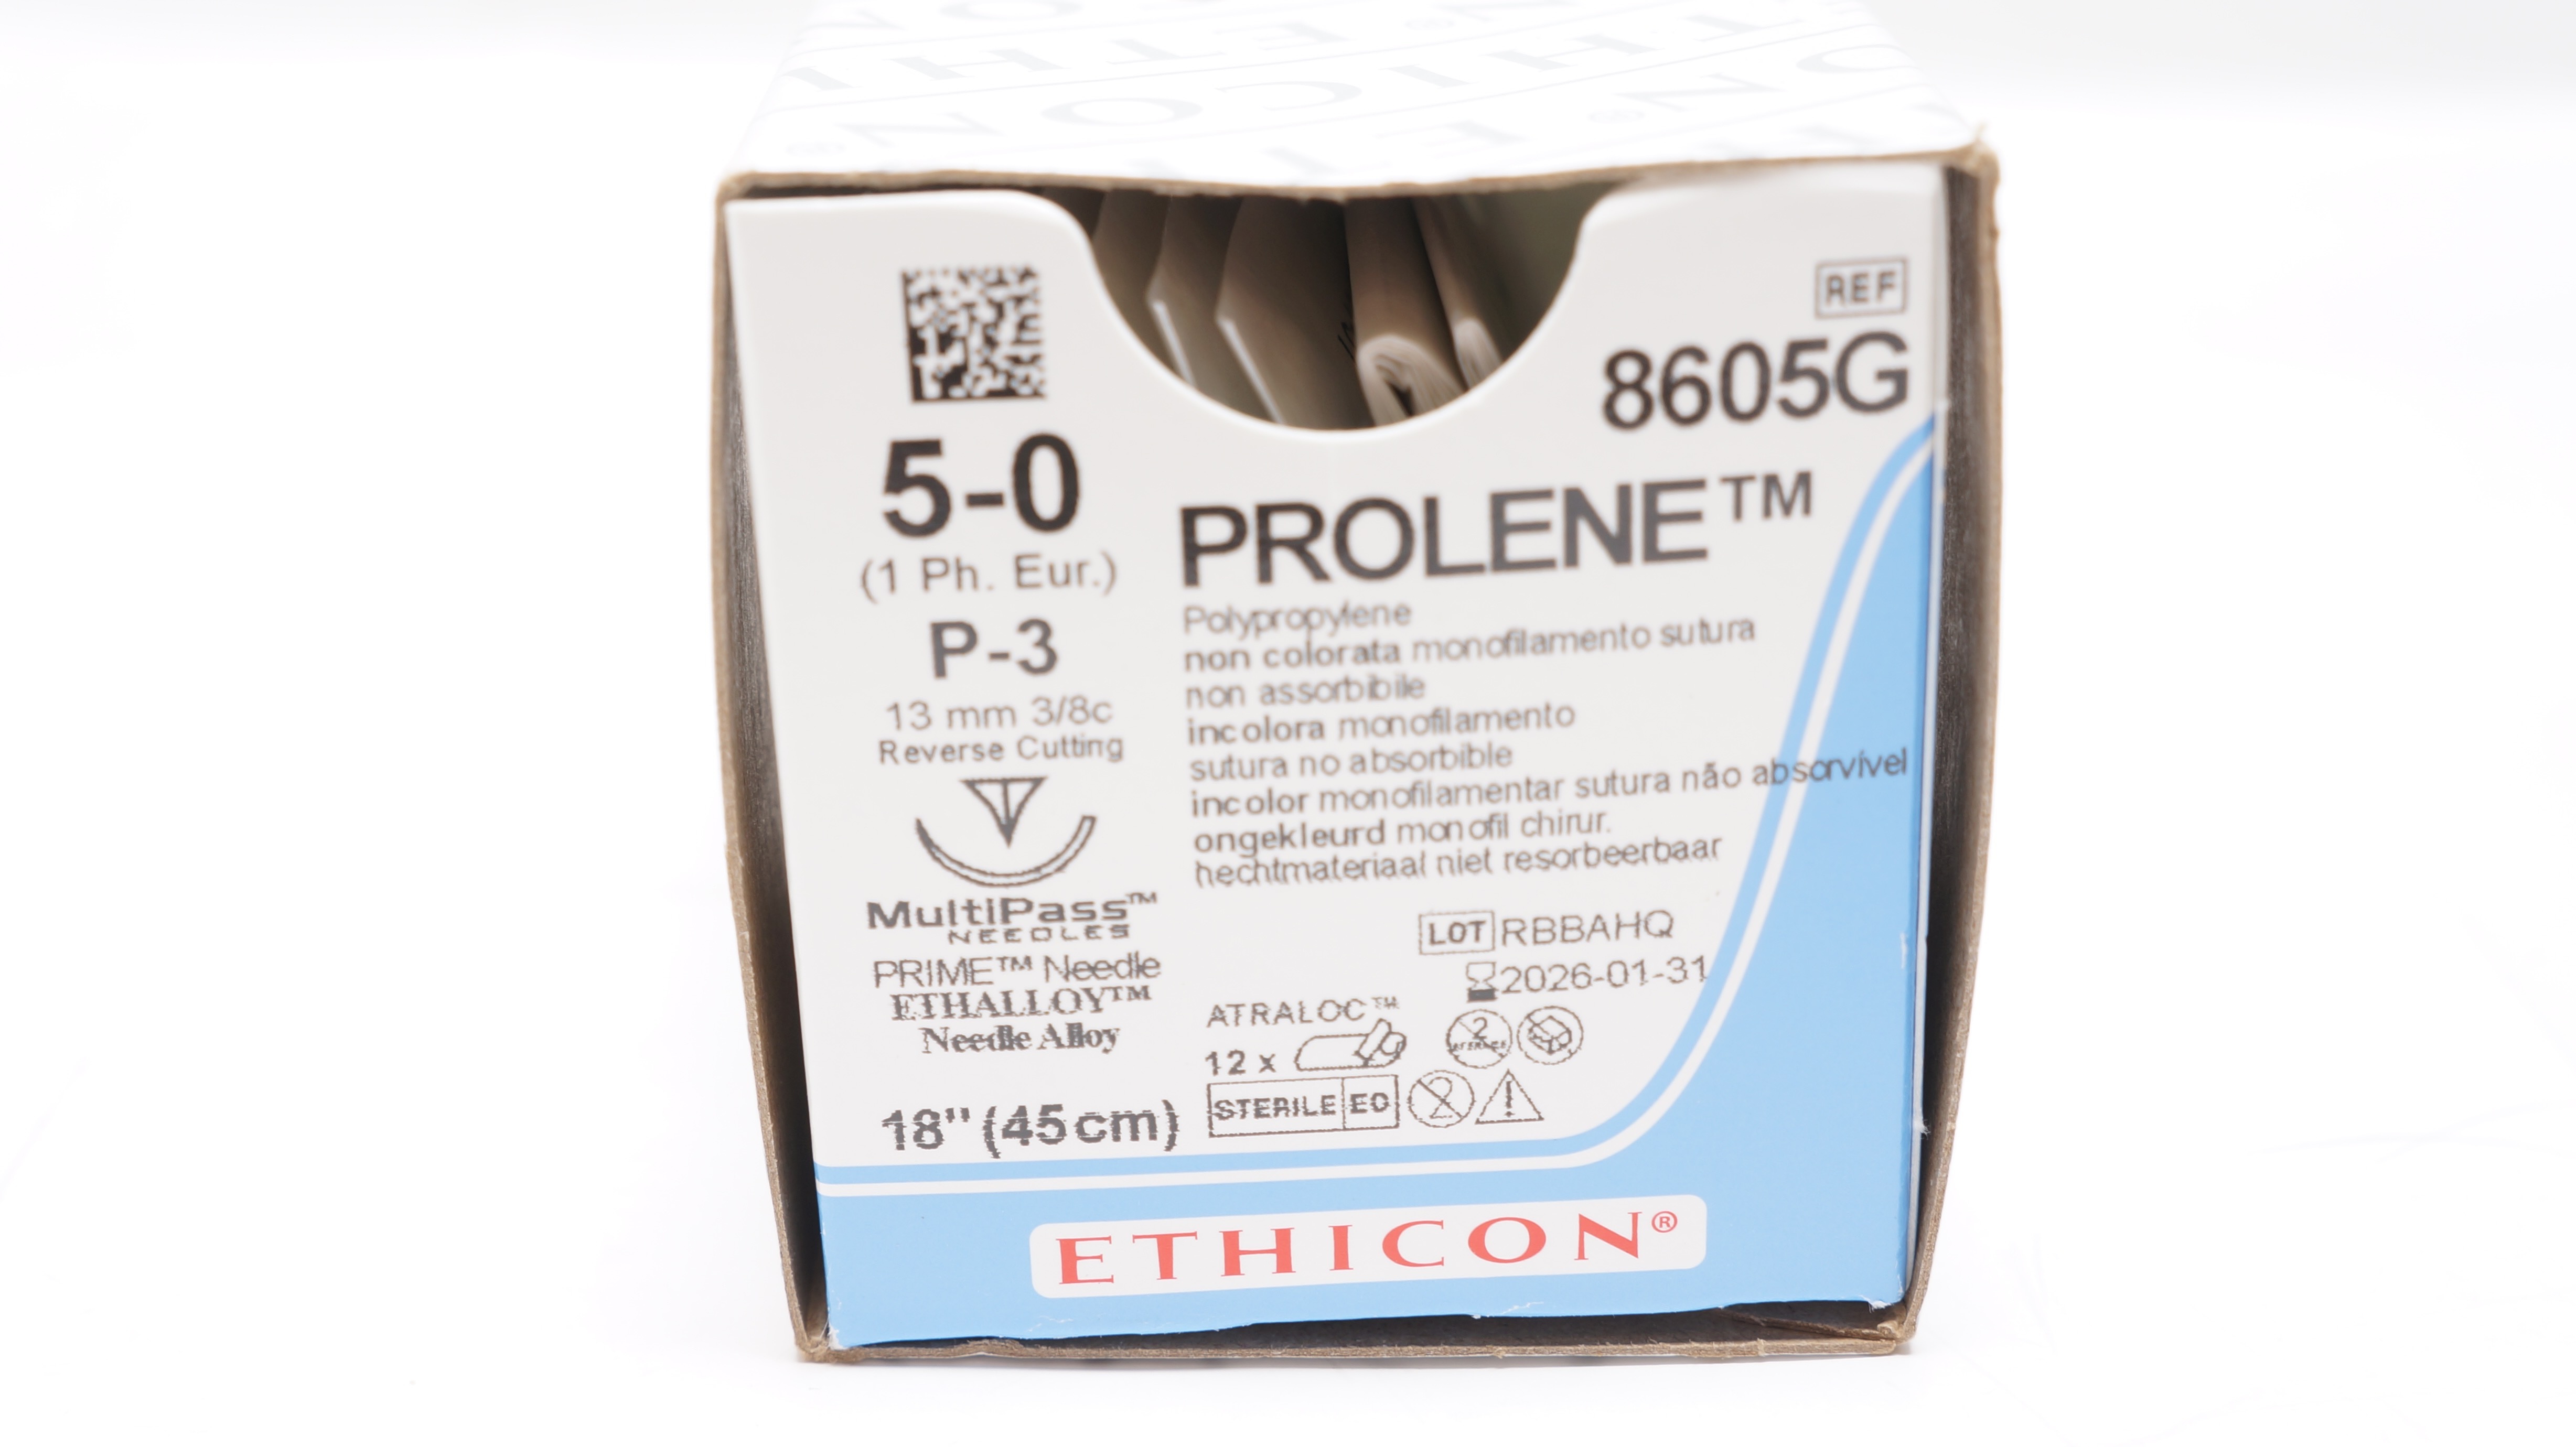 REF
8605G
5-0
(1 Ph. Eur.)
P-3
13 mm 3/8c
Reverse Cutting
MultiPass™
NEEDLES
PRIME™ Needle
ETHALLOY™
Needle Alloy
18" (45cm)
PROLENE™
Polypropylene
non colorata monofilamento sutura
non assorbibile
incolora monofilamento
sutura no absorbible
incolor monofilamentar sutura não absorvível
ongekleurd monofil chirur.
hechtmateriaal niet resorbeerbaar
LOT RBBAHQ
2026-01-31
ATRALOC™
12 x
2
STERILE EO
2
ETHICON®